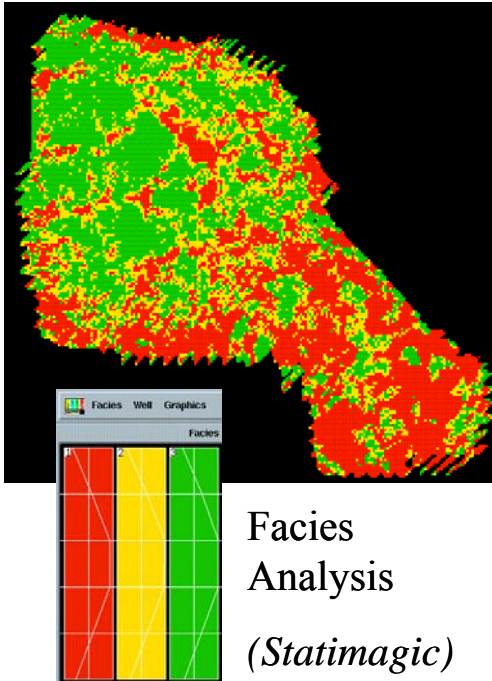 Facies Well Graphics
Facies
1 2 3
Facies
Analysis
(Statimagic)